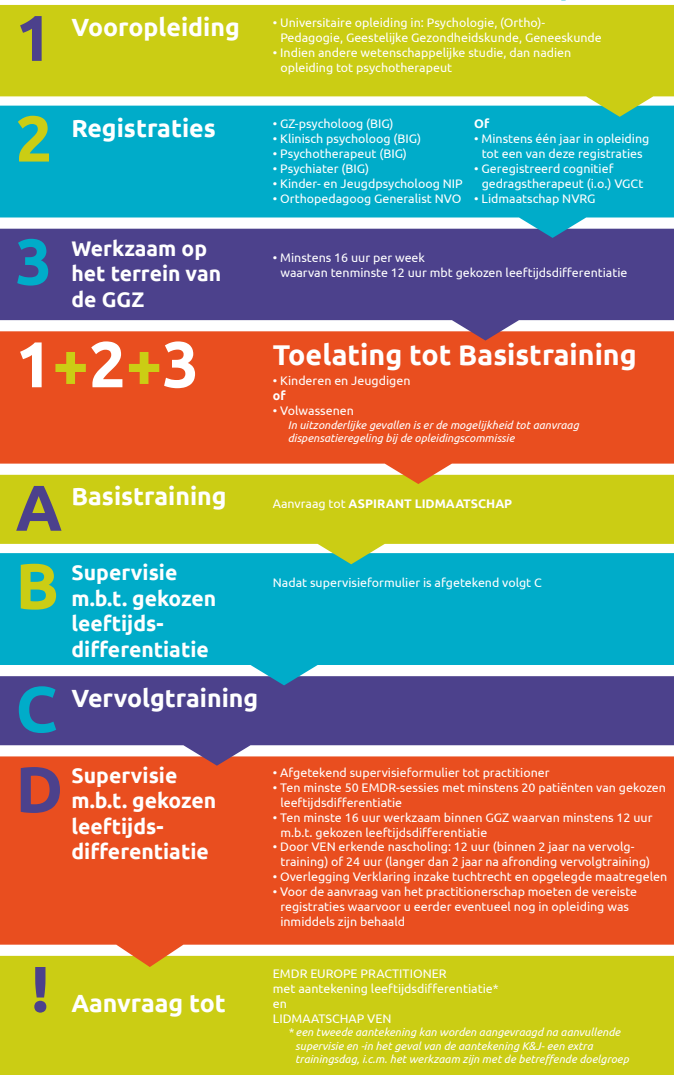 1 Vooropleiding
• Universitaire opleiding in: Psychologie, (Ortho)-
Pedagogie, Geestelijke Gezondheidskunde, Geneeskunde
• Indien andere wetenschappelijke studie, dan nadien
opleiding tot psychotherapeut
2 Registraties
• GZ-psycholoog (BIG)
• Klinisch psycholoog (BIG)
• Psychotherapeut (BIG)
• Psychiater (BIG)
• Kinder- en Jeugdpsycholoog NIP
• Orthopedagoog Generalist NVO
Of
• Minstens één jaar in opleiding
tot een van deze registraties
• Geregistreerd cognitief
gedragstherapeut (i.o.) VGCt
• Lidmaatschap NVRG
3 Werkzaam op
het terrein van
de GGZ
• Minstens 16 uur per week
waarvan tenminste 12 uur mbt gekozen leeftijdsdifferentiatie
1+2+3
Toelating tot Basistraining
• Kinderen en Jeugdigen
of
• Volwassenen
In uitzonderlijke gevallen is er de mogelijkheid tot aanvraag
dispensatieregeling bij de opleidingscommissie
A Basistraining
Aanvraag tot ASPIRANT LIDMAATSCHAP
B Supervisie
m.b.t. gekozen
leeftijds-
differentiatie
Nadat supervisieformulier is afgetekend volgt C
C Vervolgtraining
D Supervisie
m.b.t. gekozen
leeftijds-
differentiatie
• Afgetekend supervisieformulier tot practitioner
• Ten minste 50 EMDR-sessies met minstens 20 patiënten van gekozen
leeftijdsdifferentiatie
• Ten minste 16 uur werkzaam binnen GGZ waarvan minstens 12 uur
m.b.t. gekozen leeftijdsdifferentiatie
• Door VEN erkende nascholing: 12 uur (binnen 2 jaar na vervolg-
training) of 24 uur (langer dan 2 jaar na afronding vervolgtraining)
• Overlegging Verklaring inzake tuchtrecht en opgelegde maatregelen
• Voor de aanvraag van het practitionerschap moeten de vereiste
registraties waarvoor u eerder eventueel nog in opleiding was
inmiddels zijn behaald
! Aanvraag tot
EMDR EUROPE PRACTITIONER
met aantekening leeftijdsdifferentiatie*
en
LIDMAATSCHAP VEN
* een tweede aantekening kan worden aangevraagd na aanvullende
supervisie en -in het geval van de aantekening K&J- een extra
trainingsdag, i.c.m. het werkzaam zijn met de betreffende doelgroep